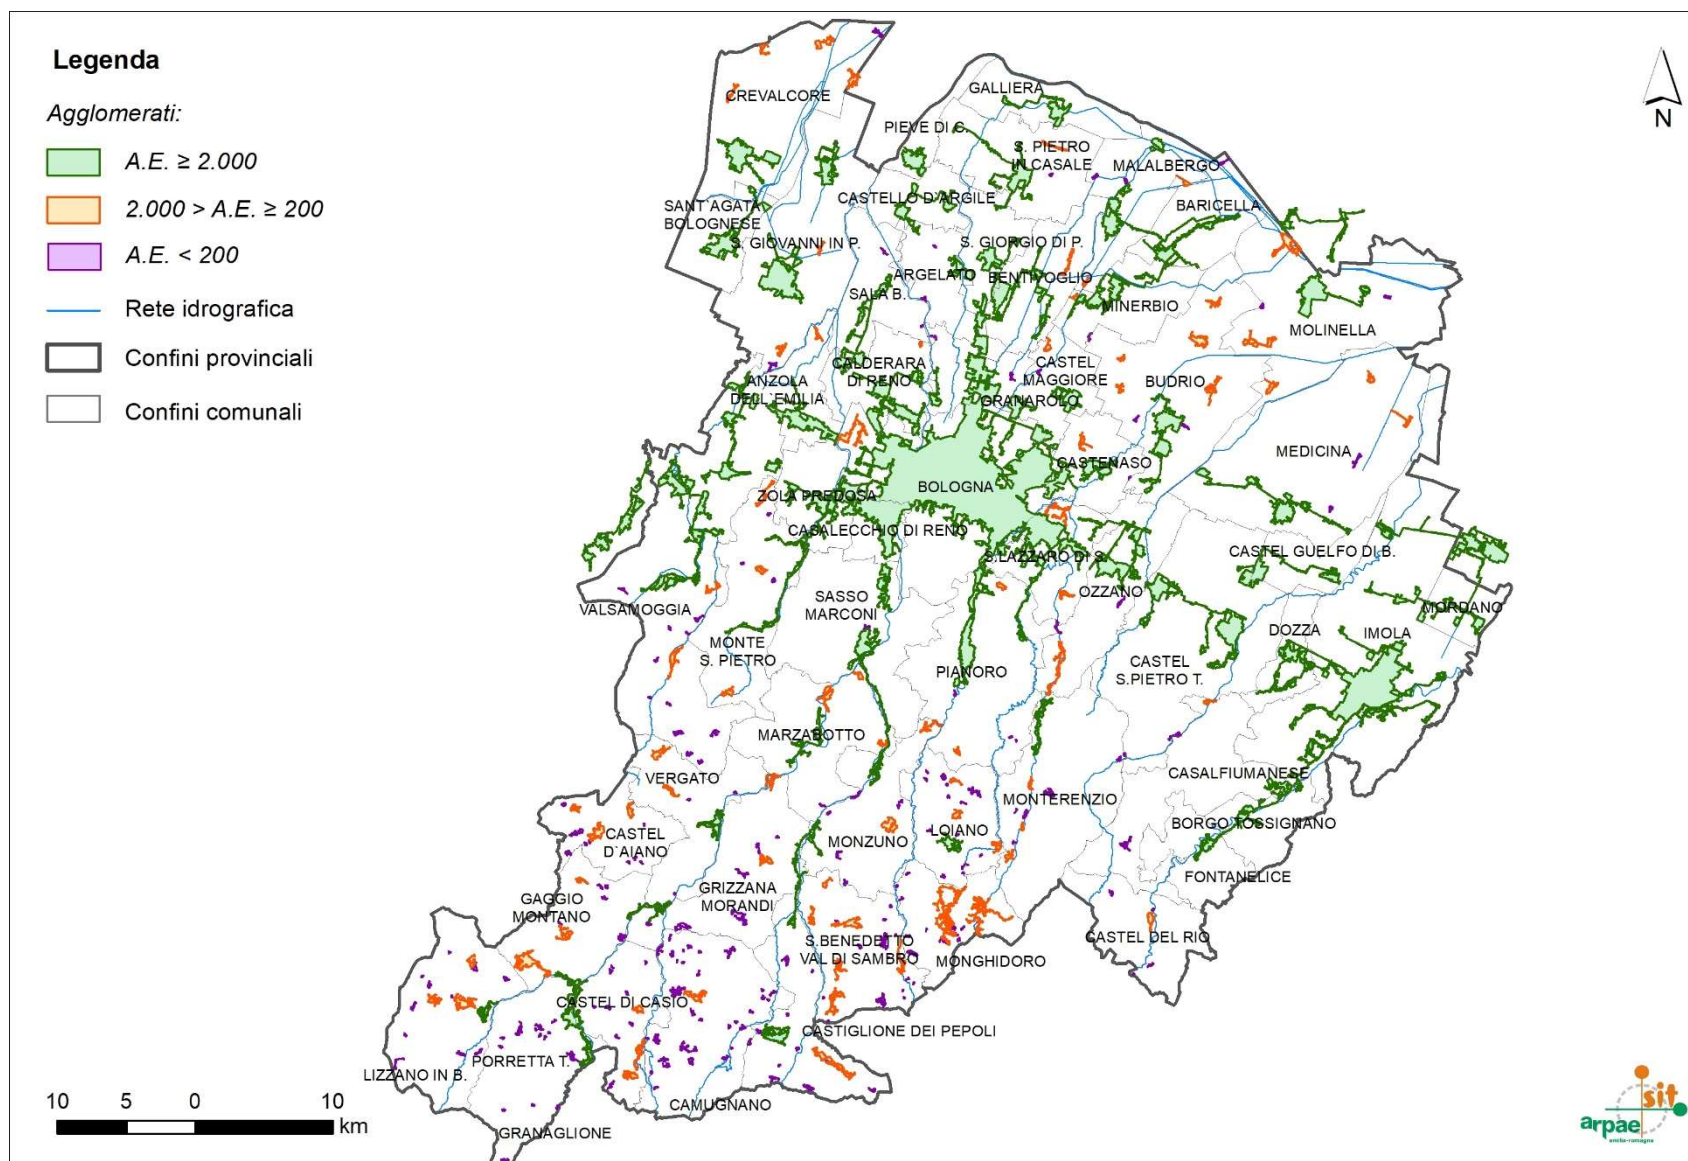 Legenda
Agglomerati:
A.E. ≥ 2.000
2.000 > A.E. ≥ 200
A.E. < 200
Rete idrografica
Confini provinciali
Confini comunali
N
CREVALCORE
GALLIERA
PIEVE DI C.
S. PIETRO
IN CASALE
MALALBERGO
SANT`AGATA
BOLOGNESE
CASTELLO D`ARGILE
BARICELLA
S. GIOVANNI IN P.
S. GIORGIO DI P.
ARGELATO
BENTIVOGLIO
SALA B.
MINERBIO
MOLINELLA
CALDERARA
DI RENO
CASTEL
MAGGIORE
ANZOLA
DELL`EMILIA
BUDRIO
GRANAROLO
MEDICINA
CASTENASO
BOLOGNA
ZOLA PREDOSA
CASALECCHIO DI RENO
S.LAZZARO DI S.
CASTEL GUELFO DI B.
OZZANO
VALSAMOGGIA
SASSO
MARCONI
MORDANO
DOZZA
IMOLA
MONTE
S. PIETRO
PIANORO
CASTEL
S.PIETRO T.
MARZABOTTO
VERGATO
CASALFIUMANESE
MONTERENZIO
BORGO TOSSIGNANO
CASTEL
D`AIANO
MONZUNO
LOIANO
FONTANELICE
GAGGIO
MONTANO
GRIZZANA
MORANDI
S.BENEDETTO
VAL DI SAMBRO
MONGHIDORO
CASTEL DEL RIO
CASTEL DI CASIO
CASTIGLIONE DEI PEPOLI
PORRETTA T.
LIZZANO IN B.
CAMUGNANO
GRANAGLIONE
10 5 0 10
km
sit
arpae
emilia-romagna